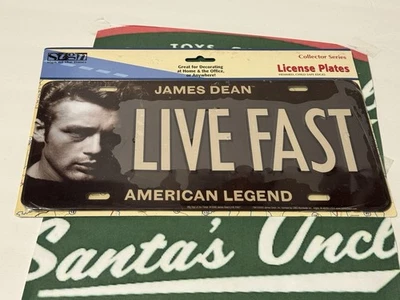 TOYS
Collector Series
License Plates
Great for Decorating
at Home & the Office,
or Anywhere!
JAMES DEAN
LIVE FAST
AMERICAN LEGEND
Santa's Uncl